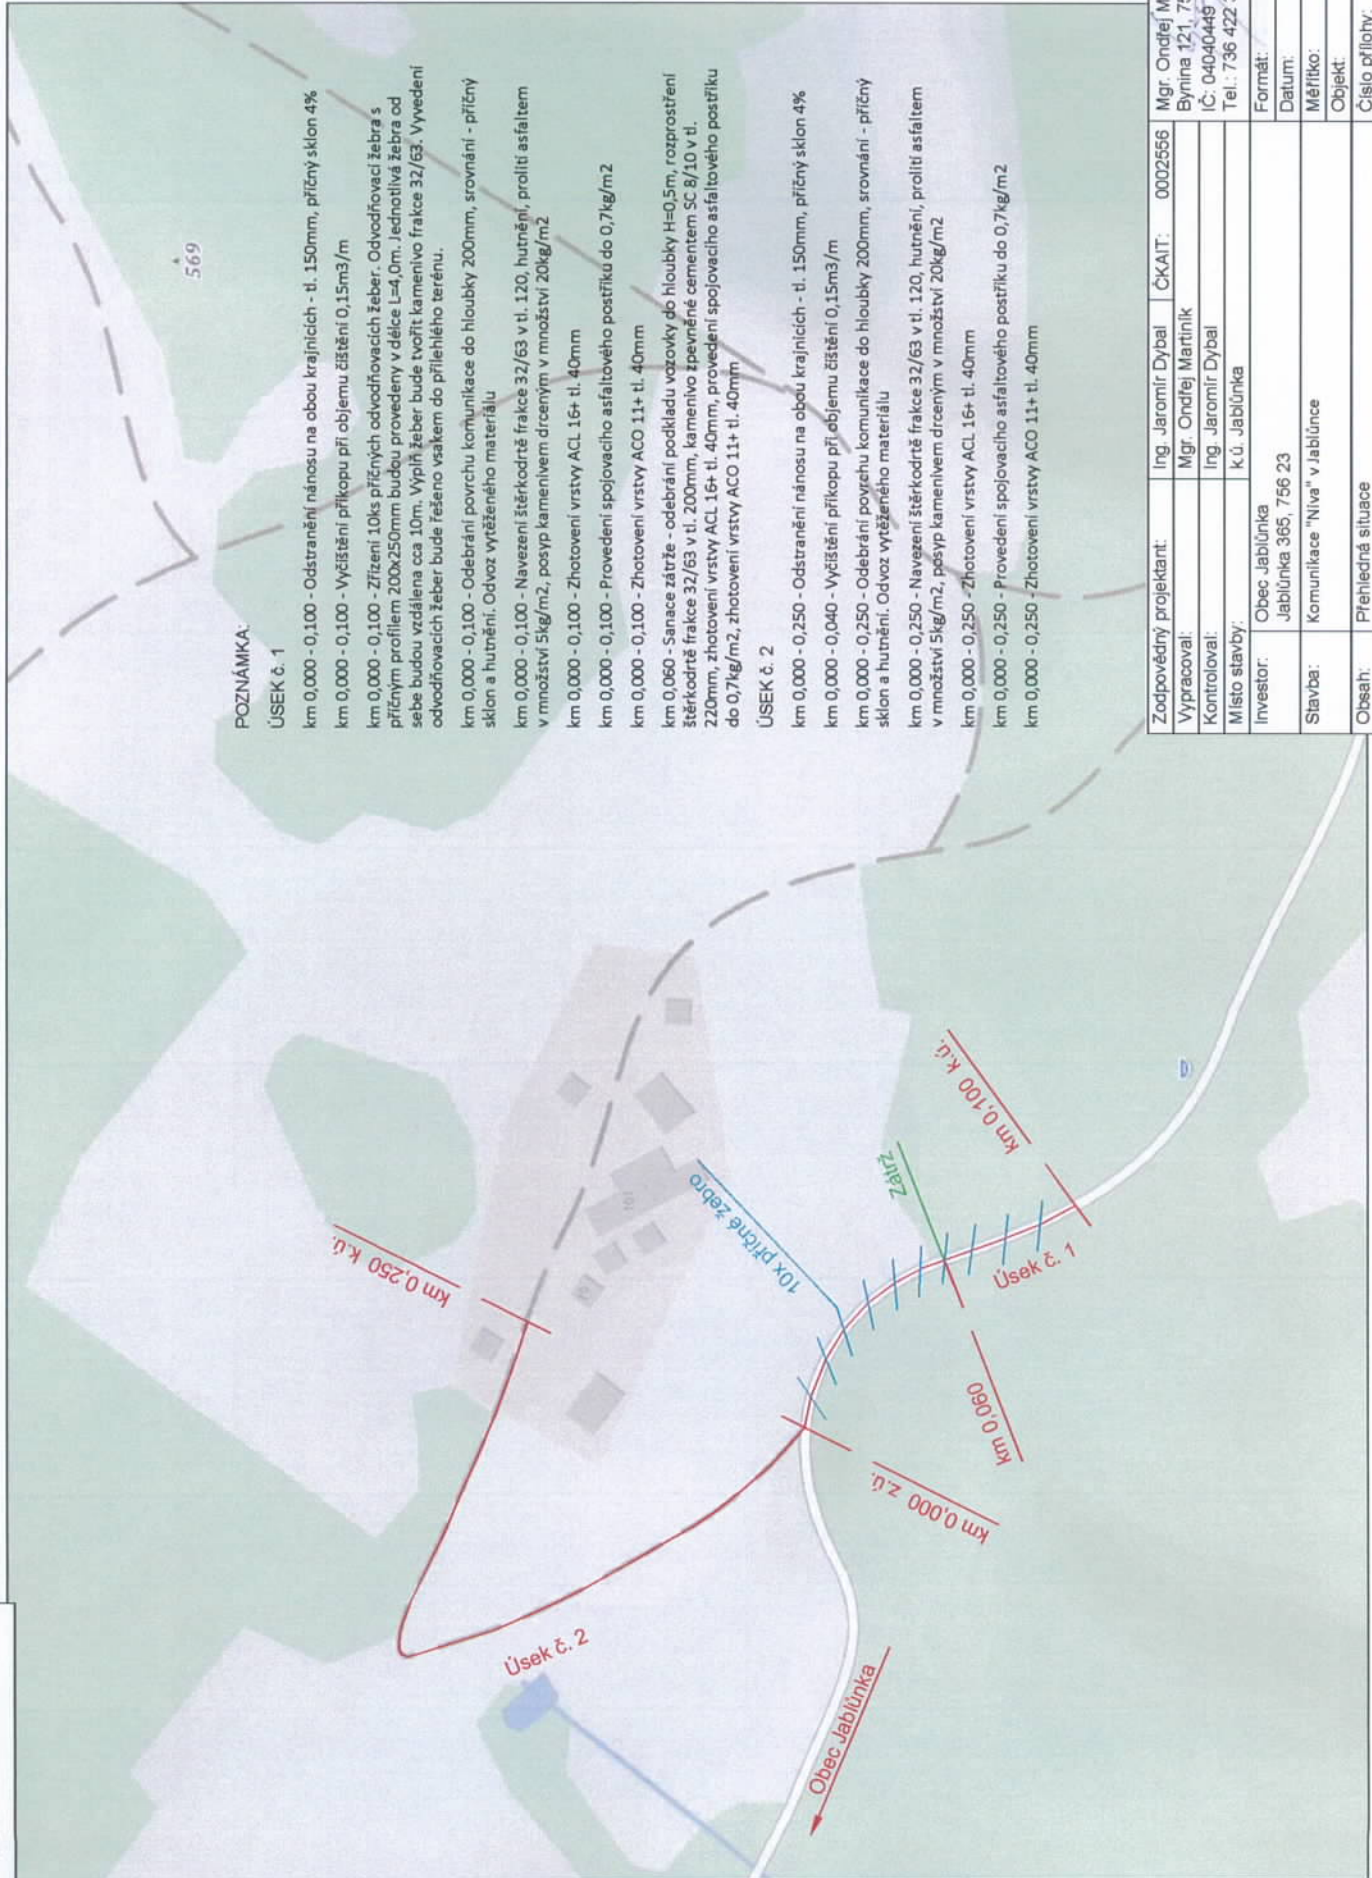 569
POZNÁMKA:
ÚSEK č. 1
km 0,000 - 0,100 - Odstranění nánosu na obou krajnicích - tl. 150mm, příčný sklon 4%
km 0,000 - 0,100 - Vyčištění příkopu při objemu čištění 0,15m3/m
km 0,000 - 0,100 - Zřízení 10ks příčných odvodňovacích žeber. Odvodňovací žebra s
příčným profilem 200x250mm budou provedeny v délce L=4,0m. Jednotlivá žebra od
sebe budou vzdálena cca 10m. Výplň žeber bude tvořit kamenivo frakce 32/63. Vyvedení
odvodňovacích žeber bude řešeno vsakem do přilehlého terénu.
km 0,000 - 0,100 - Odebrání povrchu komunikace do hloubky 200mm, srovnání - příčný
sklon a hutnění. Odvoz vytěženého materiálu
km 0,000 - 0,100 - Navezení štěrkodrtě frakce 32/63 v tl. 120, hutnění, prolití asfaltem
v množství 5kg/m2, posyp kamenivem drceným v množství 20kg/m2
km 0,000 - 0,100 - Zhotovení vrstvy ACL 16+ tl. 40mm
km 0,000 - 0,100 - Provedení spojovacího asfaltového postřiku do 0,7kg/m2
km 0,000 - 0,100 - Zhotovení vrstvy ACO 11+ tl. 40mm
km 0,060 - Sanace zátrže - odebrání podkladu vozovky do hloubky H=0,5m, rozprostření
štěrkodrtě frakce 32/63 v tl. 200mm, kamenivo zpevněné cementem SC 8/10 v tl.
220mm, zhotovení vrstvy ACL 16+ tl. 40mm, provedení spojovacího asfaltového postřiku
do 0,7kg/m2, zhotovení vrstvy ACO 11+ tl. 40mm
ÚSEK č. 2
km 0,000 - 0,250 - Odstranění nánosu na obou krajnicích - tl. 150mm, příčný sklon 4%
km 0,000 - 0,040 - Vyčištění příkopu při objemu čištění 0,15m3/m
km 0,000 - 0,250 - Odebrání povrchu komunikace do hloubky 200mm, srovnání - příčný
sklon a hutnění. Odvoz vytěženého materiálu
km 0,000 - 0,250 - Navezení štěrkodrtě frakce 32/63 v tl. 120, hutnění, prolití asfaltem
v množství 5kg/m2, posyp kamenivem drceným v množství 20kg/m2
km 0,000 - 0,250 - Zhotovení vrstvy ACL 16+ tl. 40mm
km 0,000 - 0,250 - Provedení spojovacího asfaltového postřiku do 0,7kg/m2
km 0,000 - 0,250 - Zhotovení vrstvy ACO 11+ tl. 40mm
km 0,250 k.ú.
10x příčné žebro
Zátrž
km 0,100 k.ú.
Úsek č. 1
km 0,060
km 0,000 z.ú.
Úsek č. 2
Obec Jablůnka
Zodpovědný projektant: Ing. Jaromír Dybal ČKAIT: 0002556
Vypracoval: Mgr. Ondřej Martiník
Kontroloval: Ing. Jaromír Dybal
Místo stavby: k.ú. Jablůnka
Investor: Obec Jablůnka
Jablůnka 365, 756 23
Stavba: Komunikace "Níva" v Jablůnce
Obsah: Přehledná situace
Mgr. Ondřej M
Bynina 121, 75
IČ: 04040449
Tel.: 736 422
Formát:
Datum:
Měřítko:
Objekt:
Číslo přílohy: